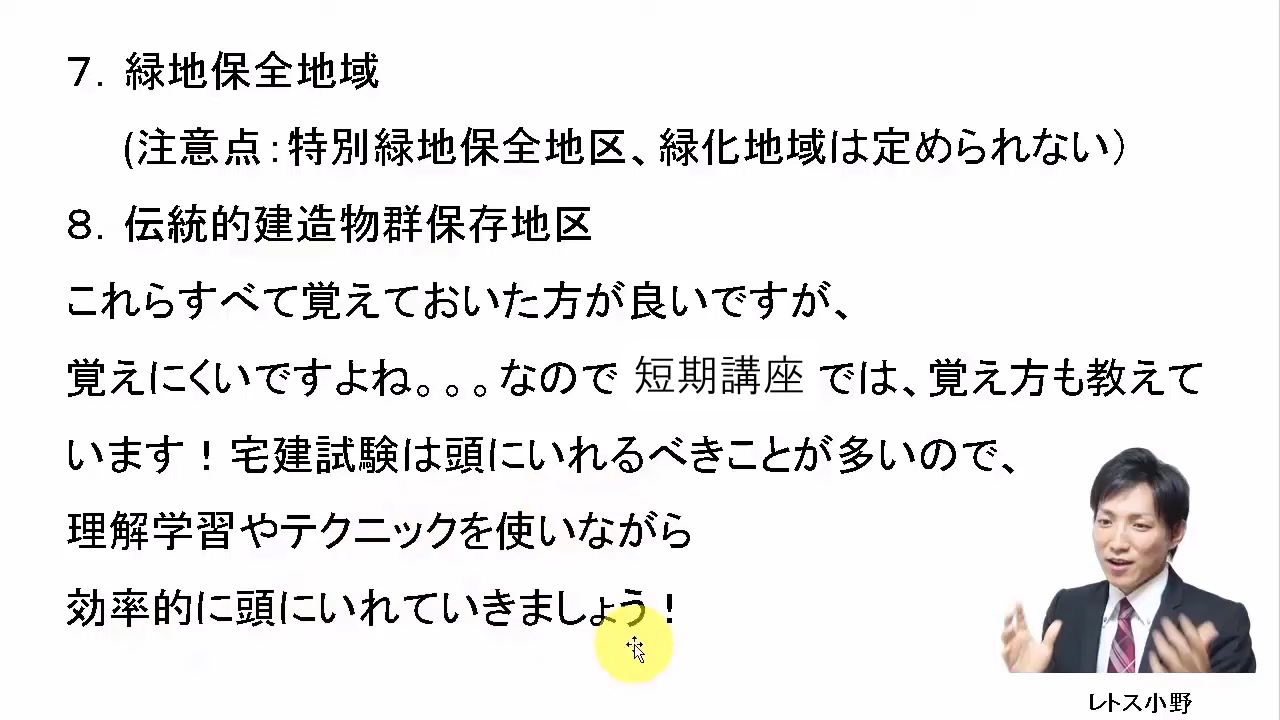 ７．緑地保全地域
(注意点：特別緑地保全地区、緑化地域は定められない）
８．伝統的建造物群保存地区
これらすべて覚えておいた方が良いですが、
覚えにくいですよね。。。なので 短期講座 では、覚え方も教えて
います！宅建試験は頭にいれるべきことが多いので、
理解学習やテクニックを使いながら
効率的に頭にいれていきましょう！
レトス小野